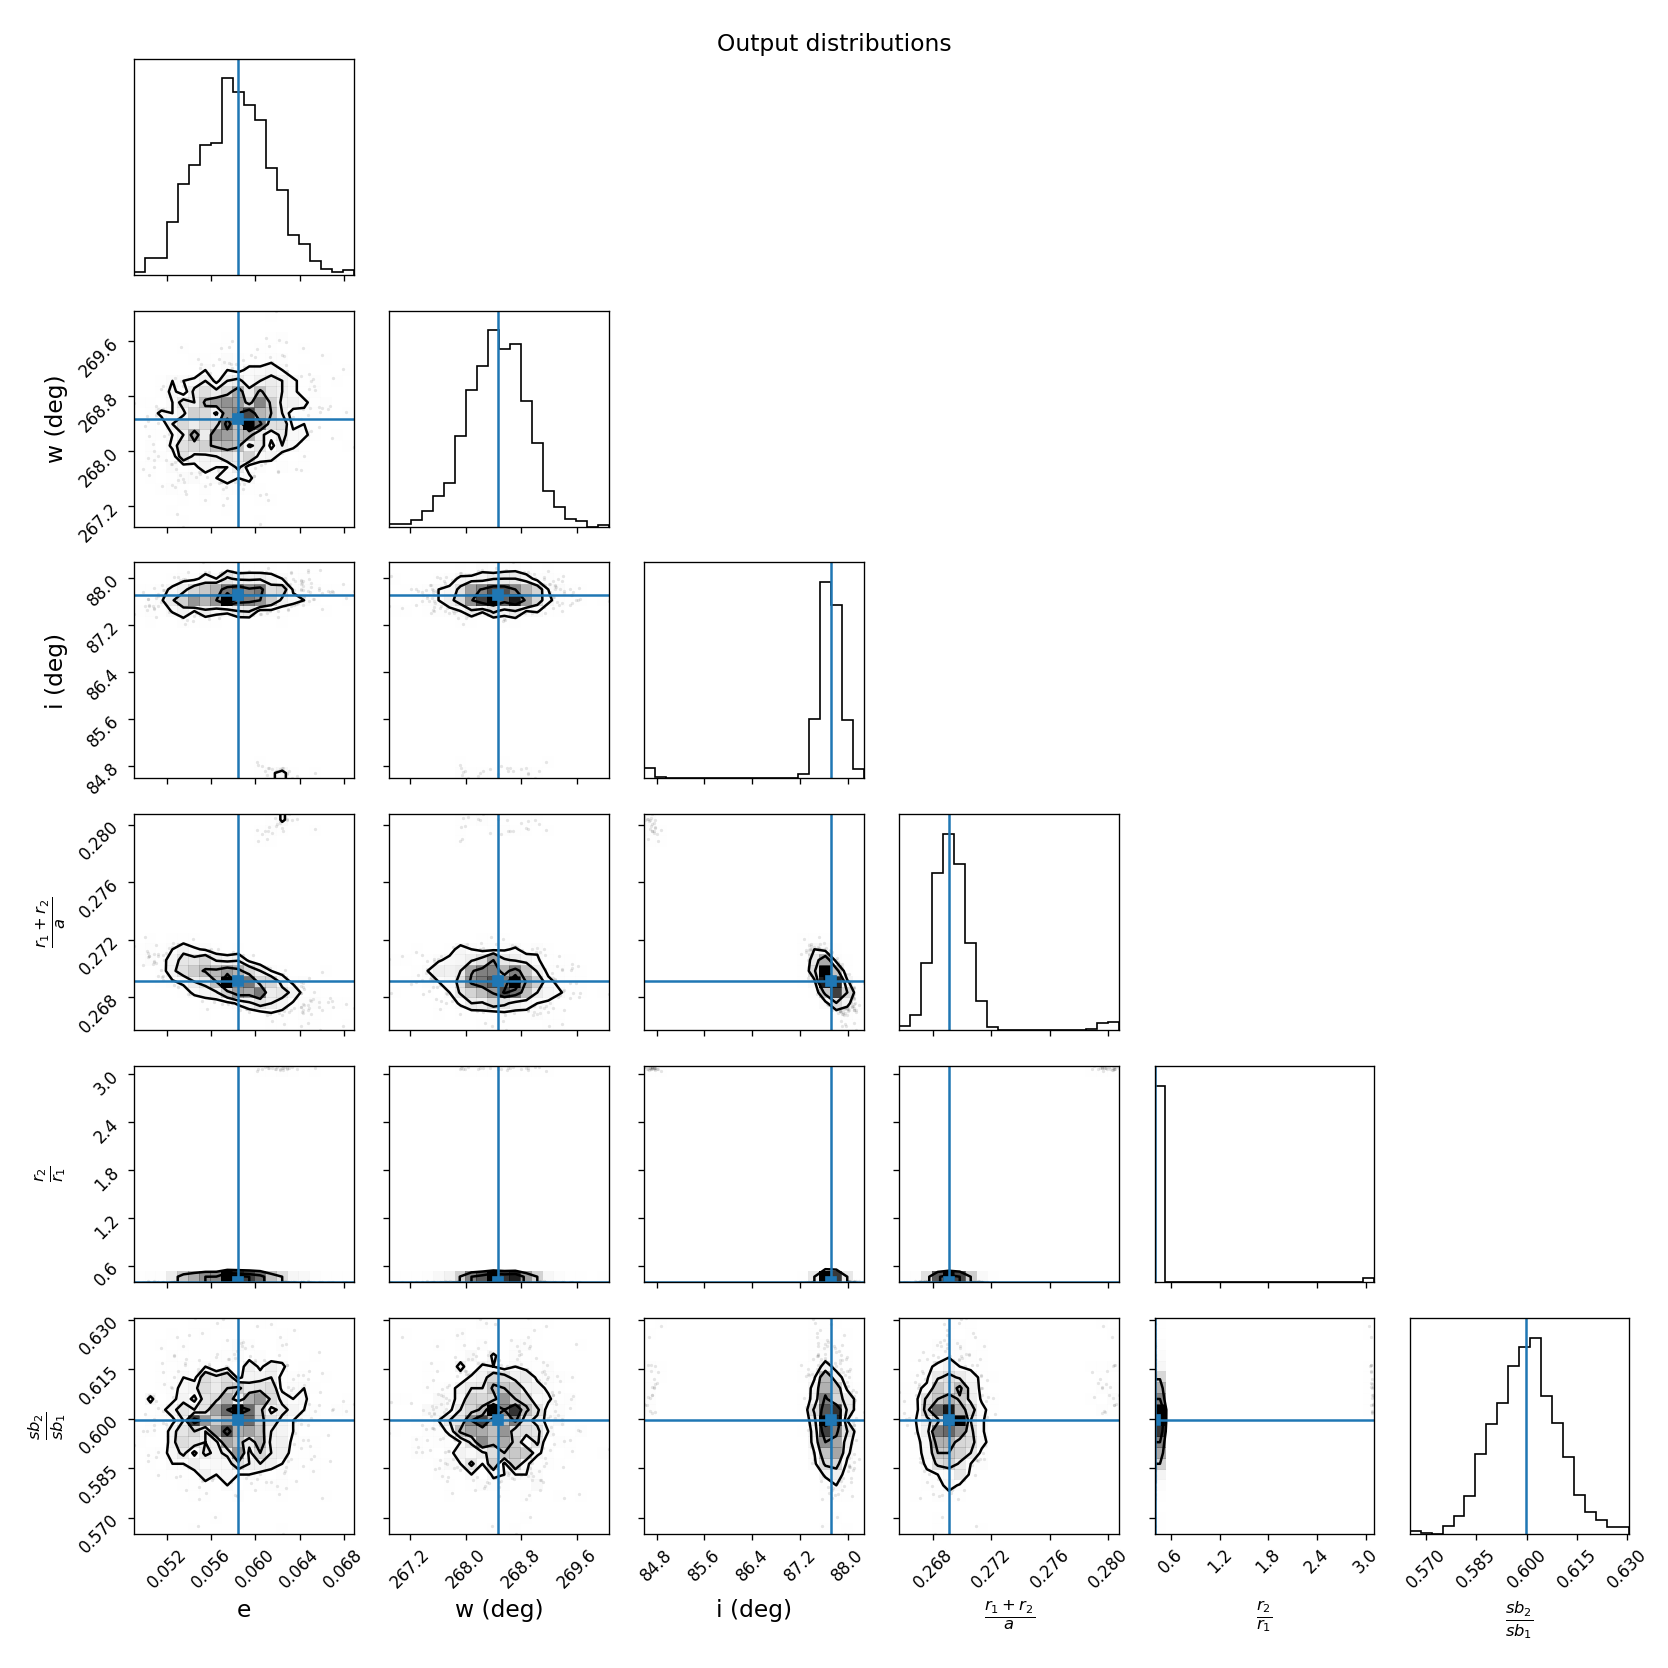 Output distributions
w (deg)
269.6
268.8
268.0
267.2
i (deg)
88.0
87.2
86.4
85.6
84.8
r₁ + r₂
a
0.280
0.276
0.272
0.268
r₂
r₁
3.0
2.4
1.8
1.2
0.6
sb₂
sb₁
0.630
0.615
0.600
0.585
0.570
0.052 0.056 0.060 0.064 0.068 267.2 268.0 268.8 269.6 84.8 85.6 86.4 87.2 88.0 0.268 0.272 0.276 0.280 0.6 1.2 1.8 2.4 3.0 0.570 0.585 0.600 0.615 0.630
e w (deg) i (deg) r₁ + r₂ r₂ sb₂
a r₁ sb₁